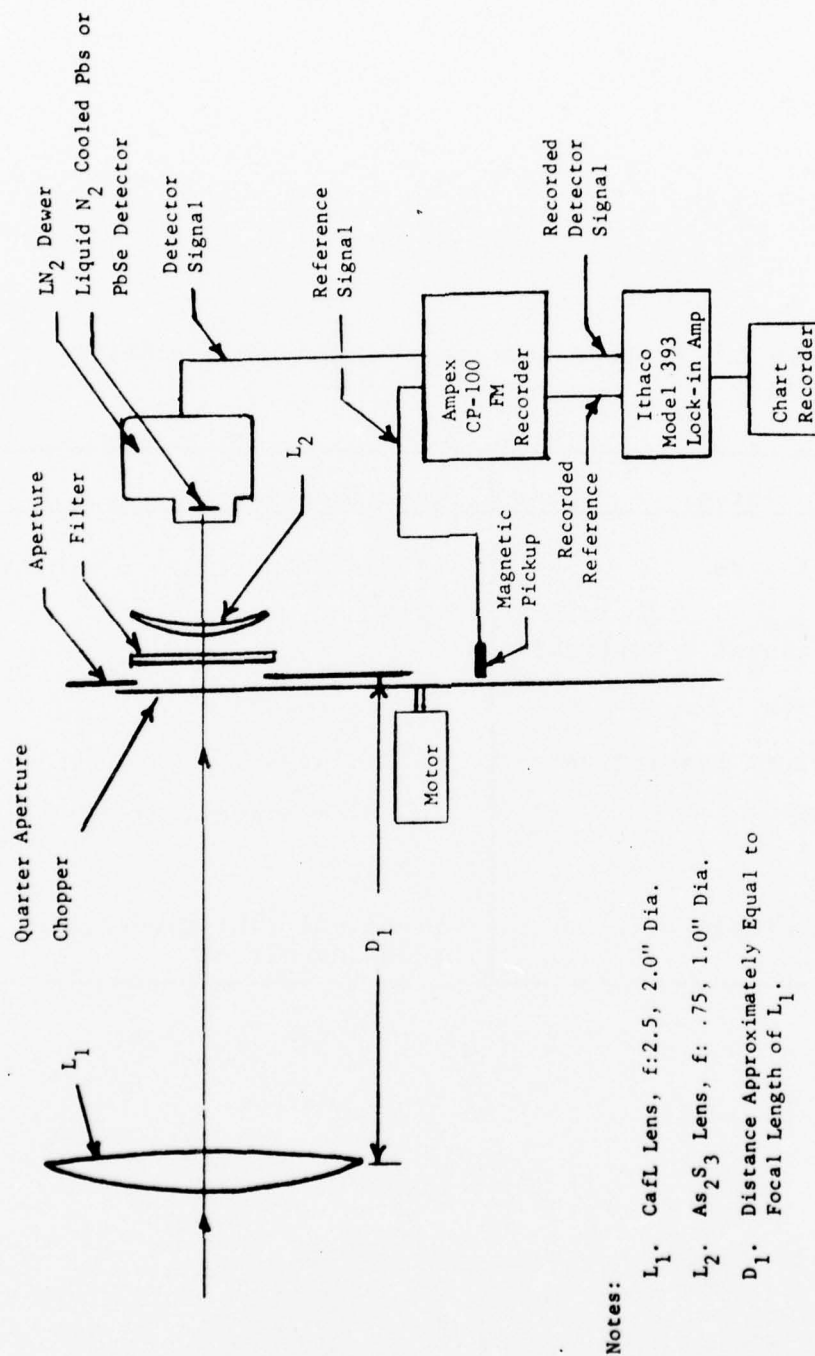 Quarter Aperture
Chopper
Aperture
Filter
LN2 Dewer
Liquid N2 Cooled Pbs or
PbSe Detector
L1
L2
Detector
Signal
D1
Motor
Magnetic
Pickup
Reference
Signal
Ampex
CP-100
FM
Recorder
Recorded
Reference
Recorded
Detector
Signal
Ithaco
Model 393
Lock-in Amp
Chart
Recorder
Notes:
L1. CafL Lens, f:2.5, 2.0" Dia.
L2. As2S3 Lens, f: .75, 1.0" Dia.
D1. Distance Approximately Equal to
Focal Length of L1.